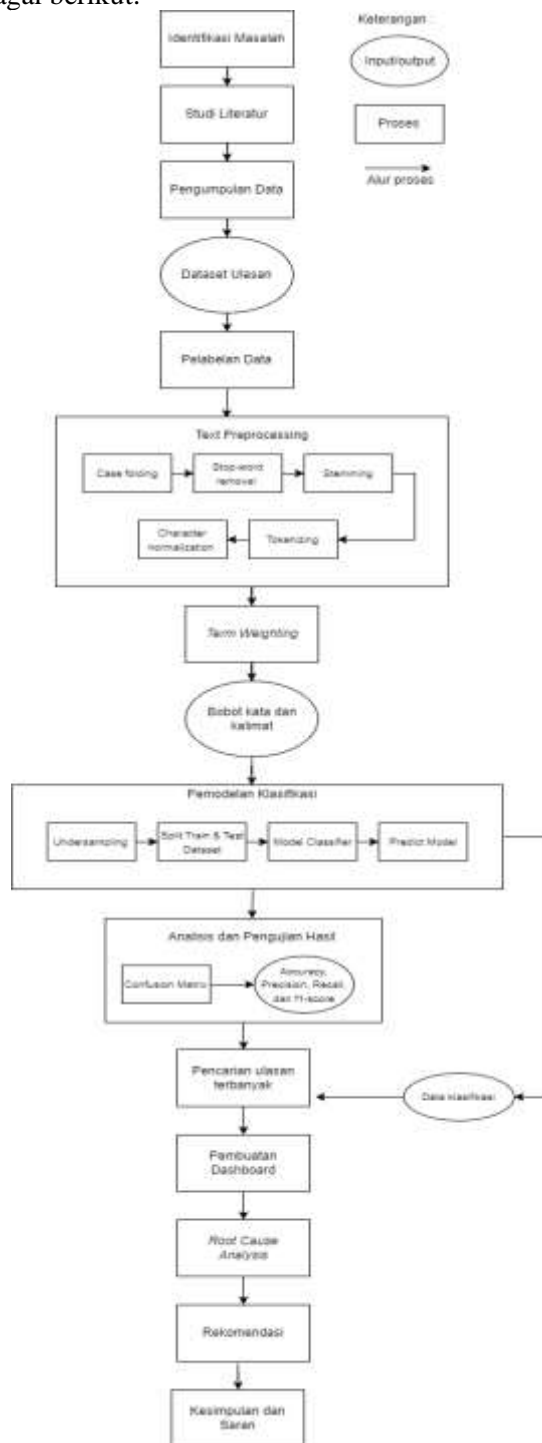 agai berikut:
Identifikasi Masalah
Keterangan
Input/output
Studi Literatur
Proses
Pengumpulan Data
Alur proses
Dataset Ulasan
Pelabelan Data
Text Preprocessing
Case folding
Stop-word
removal
Stemming
Character
normalization
Tokenizing
Term Weighting
Bobot kata dan
kalimat
Pemodelan Klasifikasi
Undersampling
Split Train & Test
Dataset
Model Classifier
Predict Model
Analisis dan Pengujian Hasil
Confusion Matrix
Accuracy,
Precision, Recall,
dan f1-score
Pencarian ulasan
terbanyak
Data klasifikasi
Pembuatan
Dashboard
Root Cause
Analysis
Rekomendasi
Kesimpulan dan
Saran